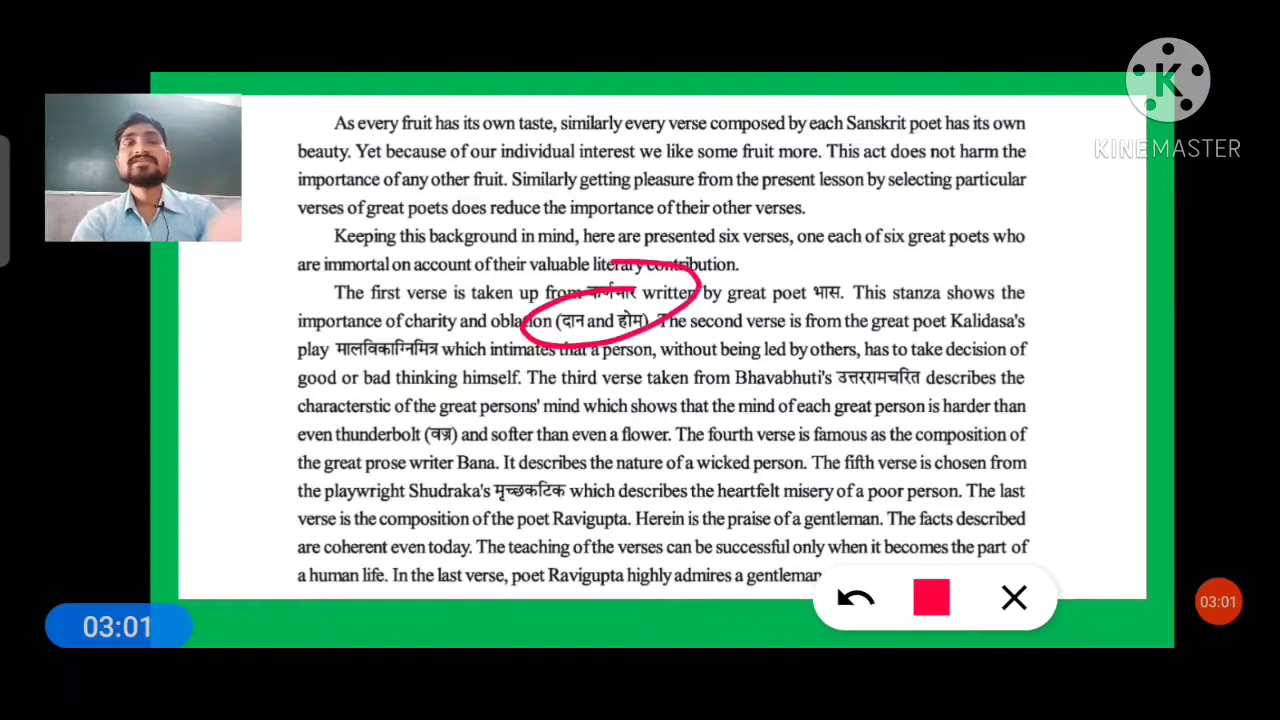 KINEMASTER
As every fruit has its own taste, similarly every verse composed by each Sanskrit poet has its own
beauty. Yet because of our individual interest we like some fruit more. This act does not harm the
importance of any other fruit. Similarly getting pleasure from the present lesson by selecting particular
verses of great poets does reduce the importance of their other verses.
Keeping this background in mind, here are presented six verses, one each of six great poets who
are immortal on account of their valuable literary contribution.
The first verse is taken up from कर्णभार written by great poet भास. This stanza shows the
importance of charity and oblation (दान and होम). The second verse is from the great poet Kalidasa's
play मालविकाग्निमित्र which intimates that a person, without being led by others, has to take decision of
good or bad thinking himself. The third verse taken from Bhavabhuti's उत्तररामचरित describes the
characterstic of the great persons' mind which shows that the mind of each great person is harder than
even thunderbolt (वज्र) and softer than even a flower. The fourth verse is famous as the composition of
the great prose writer Bana. It describes the nature of a wicked person. The fifth verse is chosen from
the playwright Shudraka's मृच्छकटिक which describes the heartfelt misery of a poor person. The last
verse is the composition of the poet Ravigupta. Herein is the praise of a gentleman. The facts described
are coherent even today. The teaching of the verses can be successful only when it becomes the part of
a human life. In the last verse, poet Ravigupta highly admires a gentleman
03:01
03:01